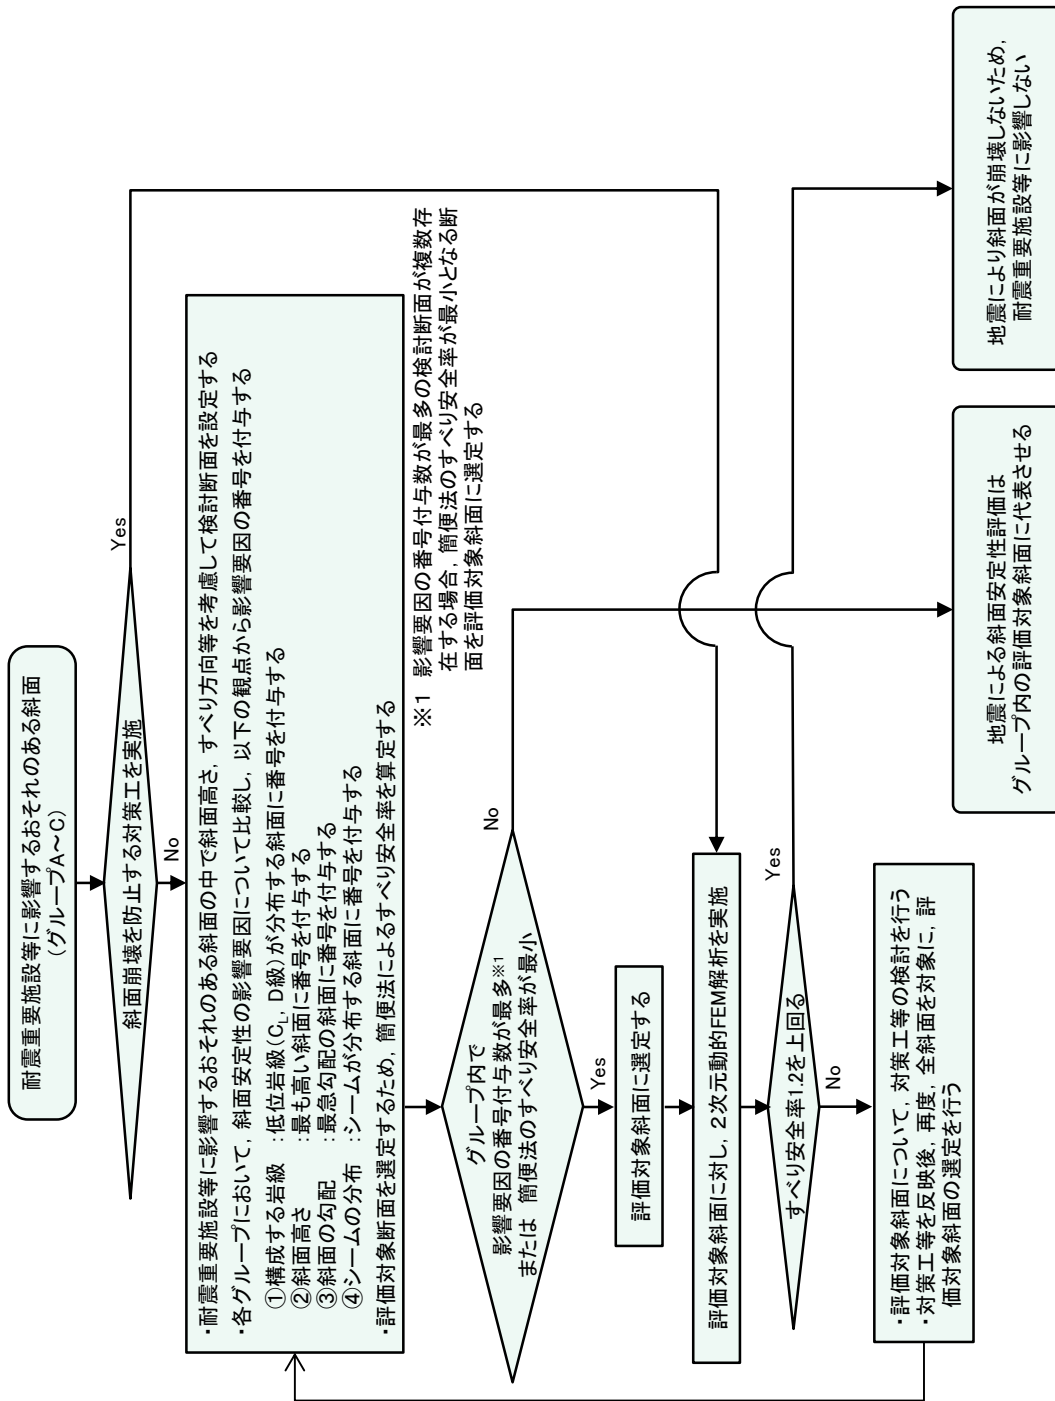 耐震重要施設等に影響するおそれのある斜面
(グループA～C)
斜面崩壊を防止する対策工を実施
Yes
No
・耐震重要施設等に影響するおそれのある斜面の中で斜面高さ，すべり方向等を考慮して検討断面を設定する
・各グループにおいて，斜面安定性の影響要因について比較し，以下の観点から影響要因の番号を付与する
①構成する岩級　：低位岩級(CL，D級)が分布する斜面に番号を付与する
②斜面高さ　：最も高い斜面に番号を付与する
③斜面の勾配　：最急勾配の斜面に番号を付与する
④シームの分布　：シームが分布する斜面に番号を付与する
・評価対象断面を選定するため，簡便法によるすべり安全率を算定する
※1　影響要因の番号付与数が最多の検討断面が複数存
在する場合，簡便法のすべり安全率が最小となる断
面を評価対象斜面に選定する
グループ内で
影響要因の番号付与数が最多※1
または 簡便法のすべり安全率が最小
No
Yes
評価対象斜面に選定する
評価対象斜面に対し，2次元動的FEM解析を実施
すべり安全率1.2を上回る
Yes
No
・評価対象斜面について，対策工等の検討を行う
・対策工等を反映後，再度，全斜面を対象に，評
価対象斜面の選定を行う
地震による斜面安定性評価は
グループ内の評価対象斜面に代表させる
地震により斜面が崩壊しないため，
耐震重要施設等に影響しない